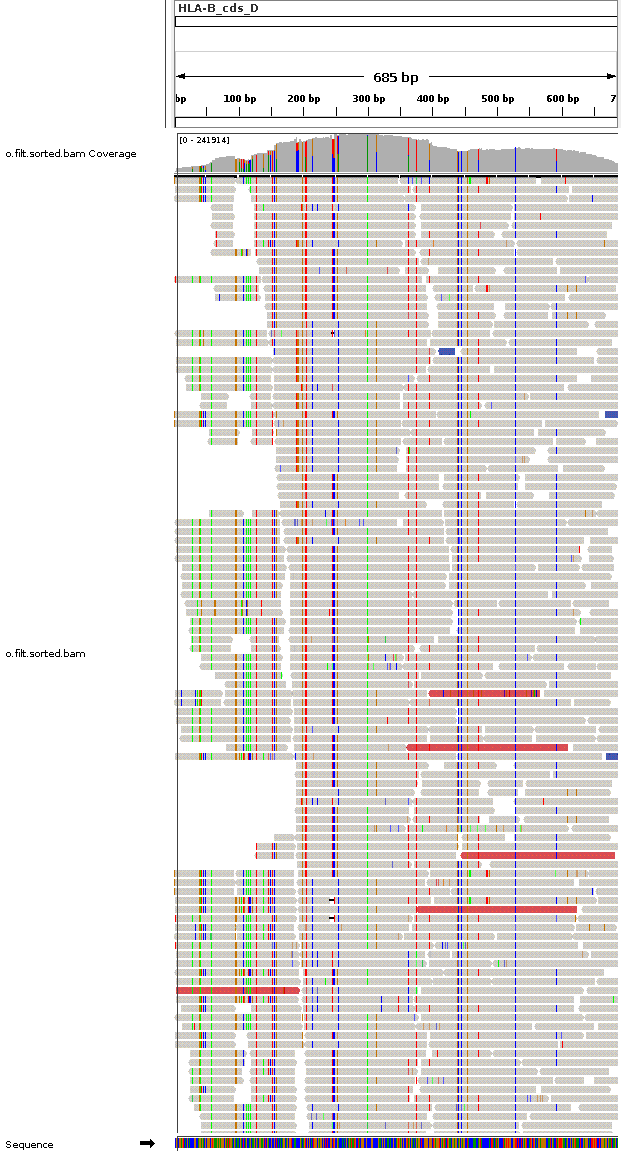 HLA-B_cds_D
685 bp
bp 100 bp 200 bp 300 bp 400 bp 500 bp 600 bp 7
[0 - 241914]
o.filt.sorted.bam Coverage
o.filt.sorted.bam
Sequence